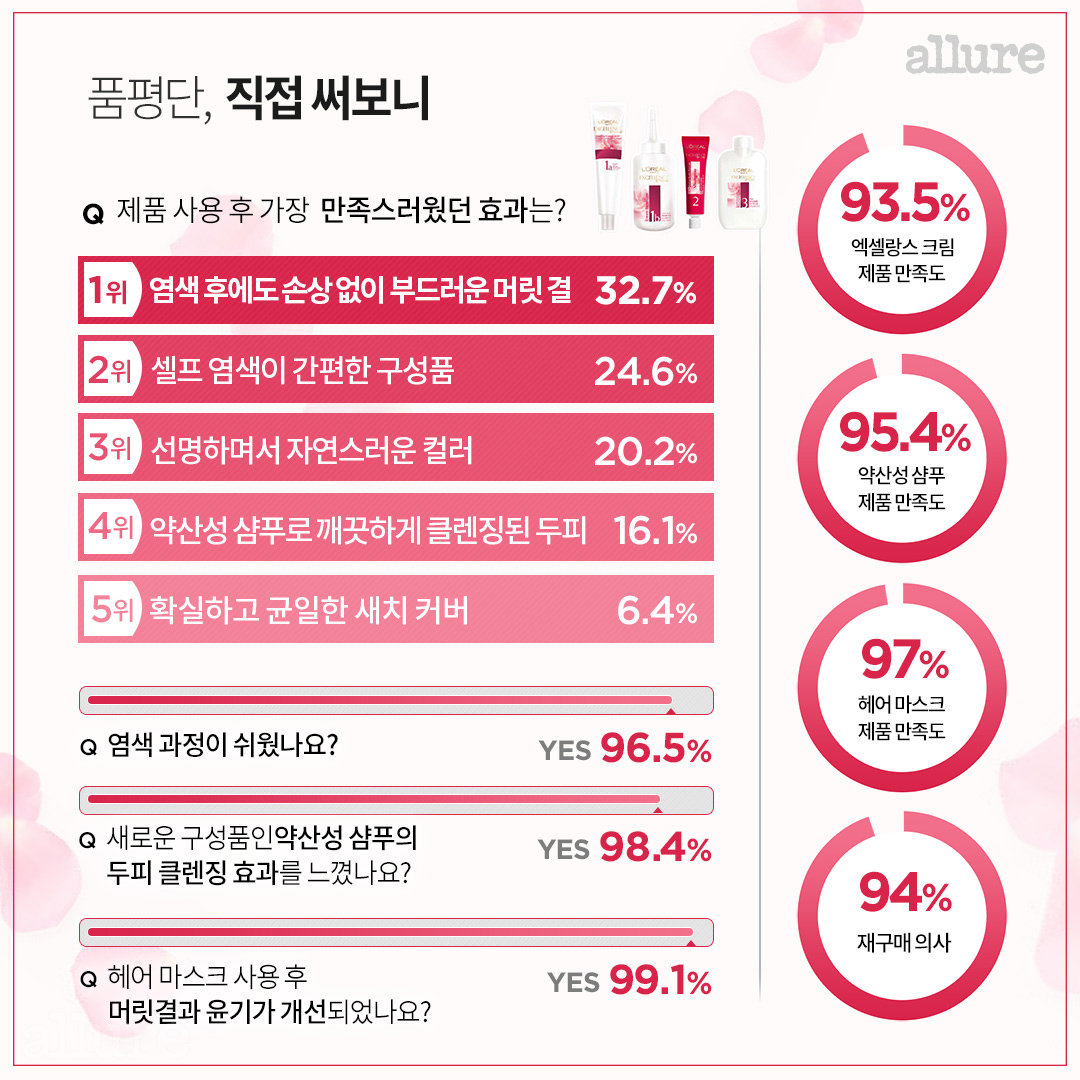 allure
품평단, 직접 써보니
Q 제품 사용 후 가장 만족스러웠던 효과는?
1위 염색 후에도 손상 없이 부드러운 머릿 결 32.7%
2위 셀프 염색이 간편한 구성품 24.6%
3위 선명하며서 자연스러운 컬러 20.2%
4위 약산성 샴푸로 깨끗하게 클렌징된 두피 16.1%
5위 확실하고 균일한 새치 커버 6.4%
Q 염색 과정이 쉬웠나요? YES 96.5%
Q 새로운 구성품인약산성 샴푸의
두피 클렌징 효과를 느꼈나요? YES 98.4%
Q 헤어 마스크 사용 후
머릿결과 윤기가 개선되었나요? YES 99.1%
L'OREAL
1a
L'OREAL
1b
L'OREAL
2
3
93.5%
엑셀랑스 크림
제품 만족도
95.4%
약산성 샴푸
제품 만족도
97%
헤어 마스크
제품 만족도
94%
재구매 의사
allure